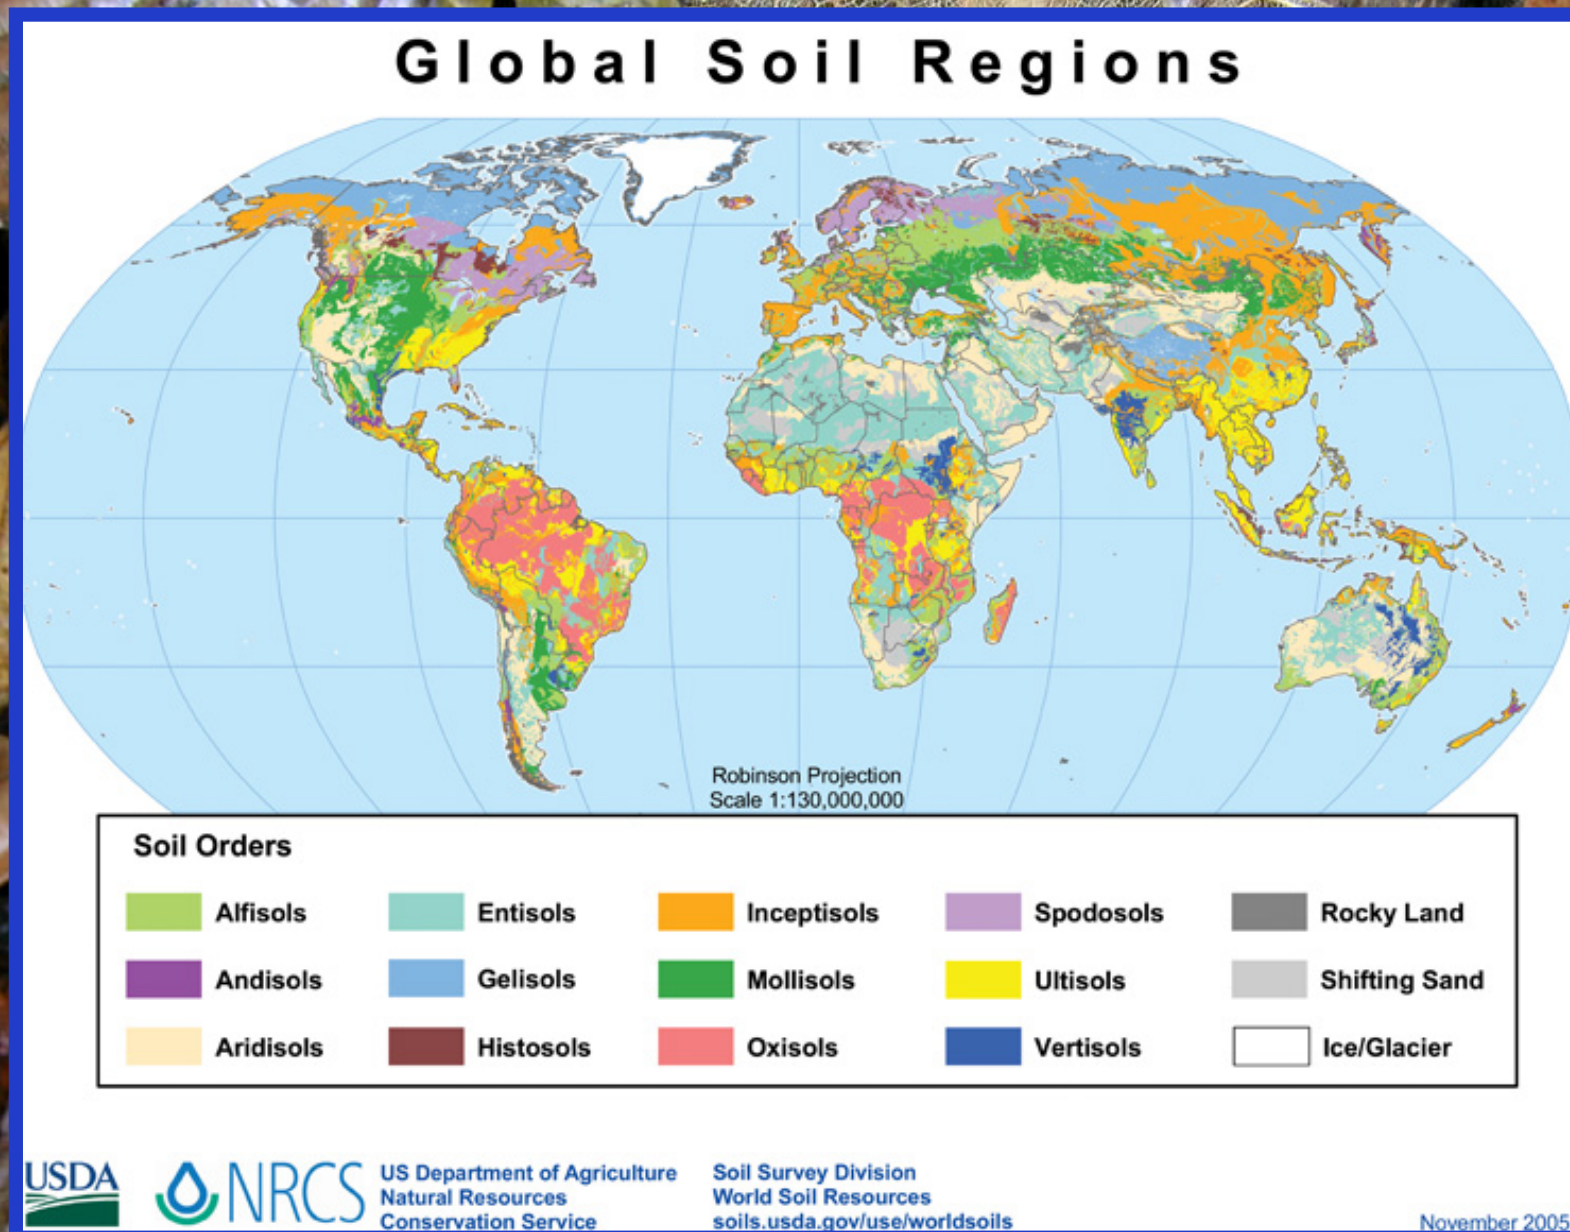 Global Soil Regions
Robinson Projection
Scale 1:130,000,000
Soil Orders
Alfisols
Entisols
Inceptisols
Spodosols
Rocky Land
Andisols
Gelisols
Mollisols
Ultisols
Shifting Sand
Aridisols
Histosols
Oxisols
Vertisols
Ice/Glacier
USDA
NRCS
US Department of Agriculture
Natural Resources
Conservation Service
Soil Survey Division
World Soil Resources
soils.usda.gov/use/worldsoils
November 2005